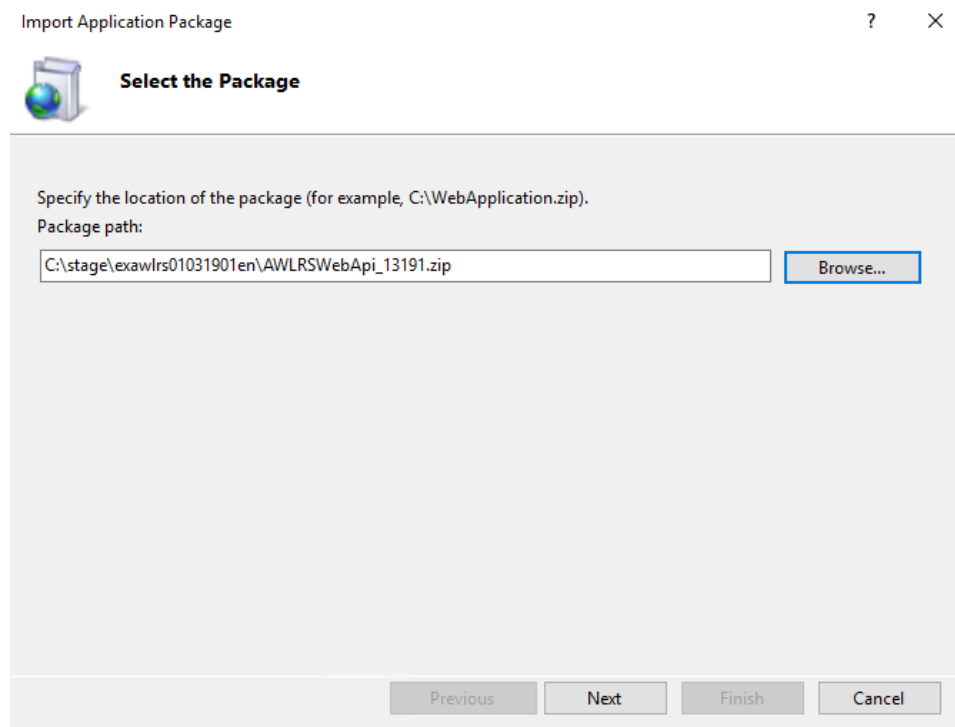 Import Application Package
?
Select the Package
Specify the location of the package (for example, C:\WebApplication.zip).
Package path:
C:\stage\exawlrs01031901en\AWLRSWebApi_13191.zip
Browse...
Previous
Next
Finish
Cancel